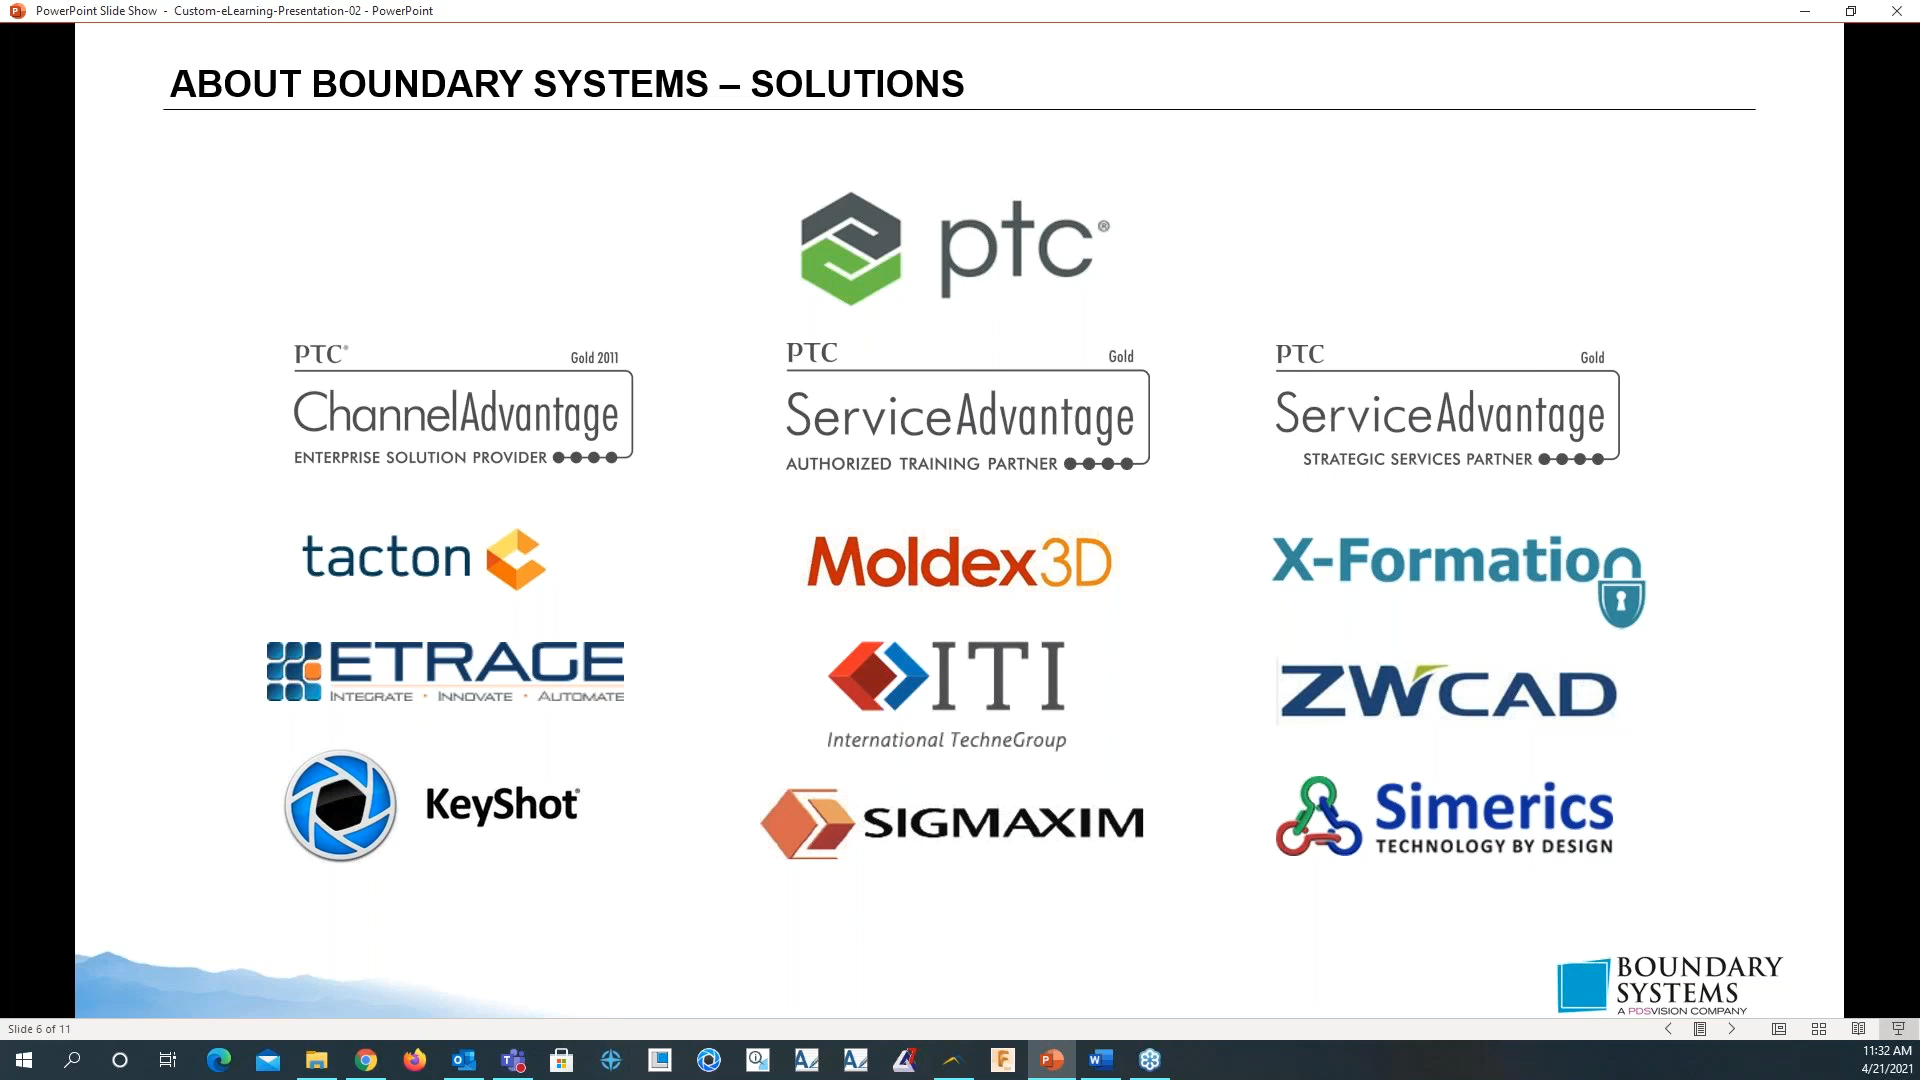 PowerPoint Slide Show - Custom-eLearning-Presentation-02 - PowerPoint
ABOUT BOUNDARY SYSTEMS – SOLUTIONS
ptc®
PTC® Gold 2011
ChannelAdvantage
ENTERPRISE SOLUTION PROVIDER
PTC Gold
ServiceAdvantage
AUTHORIZED TRAINING PARTNER
PTC Gold
ServiceAdvantage
STRATEGIC SERVICES PARTNER
tacton
Moldex3D
X-Formation
ETRAGE
INTEGRATE • INNOVATE • AUTOMATE
ITI
International TechneGroup
ZWCAD
KeyShot®
SIGMAXIM
Simerics
TECHNOLOGY BY DESIGN
BOUNDARY
SYSTEMS
A PDSVISION COMPANY
Slide 6 of 11
11:32 AM
4/21/2021